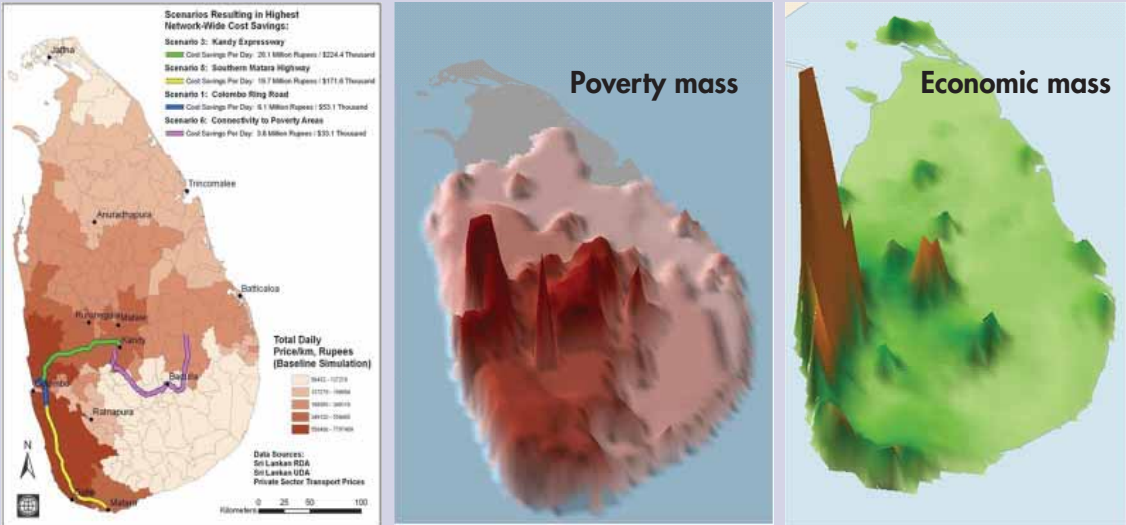 Scenarios Resulting in Highest
Network-Wide Cost Savings:
Scenario 3: Kandy Expressway
Cost Savings Per Day: 26.1 Million Rupees / $224.4 Thousand
Scenario 5: Southern Matara Highway
Cost Savings Per Day: 19.7 Million Rupees / $171.6 Thousand
Scenario 1: Colombo Ring Road
Cost Savings Per Day: 6.1 Million Rupees / $53.1 Thousand
Scenario 6: Connectivity to Poverty Areas
Cost Savings Per Day: 3.8 Million Rupees /
Jaffna
Trincomalee
Anuradhapura
Batticaloa
Kurunegala
Matale
Kandy
Badulla
Colombo
Ratnapura
Galle
Matara
Total Daily
Price/km, Rupees
(Baseline Simulation)
N
Data Sources:
Sri Lankan RDA
Sri Lankan UDA
Private Sector Transport Prices
Kilometers
0 25 50 100
Poverty mass
Economic mass